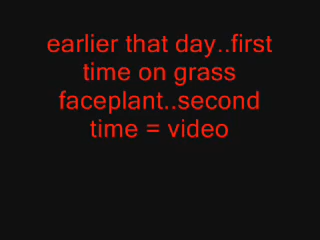 earlier that day..first
time on grass
faceplant..second
time = video